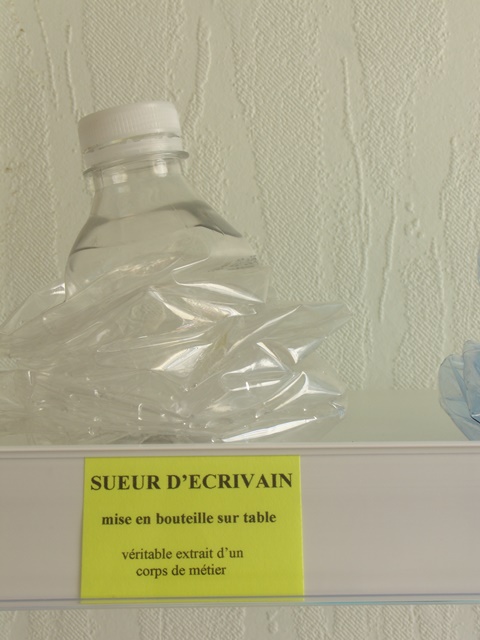 SUEUR D'ECRIVAIN
mise en bouteille sur table
véritable extrait d'un
corps de métier